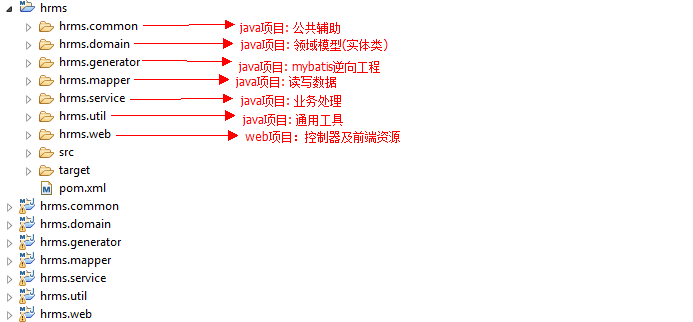 hrms
hrms.common java项目: 公共辅助
hrms.domain java项目: 领域模型(实体类)
hrms.generator java项目: mybatis逆向工程
hrms.mapper java项目: 读写数据
hrms.service java项目: 业务处理
hrms.util java项目: 通用工具
hrms.web web项目: 控制器及前端资源
src
target
pom.xml
hrms.common
hrms.domain
hrms.generator
hrms.mapper
hrms.service
hrms.util
hrms.web